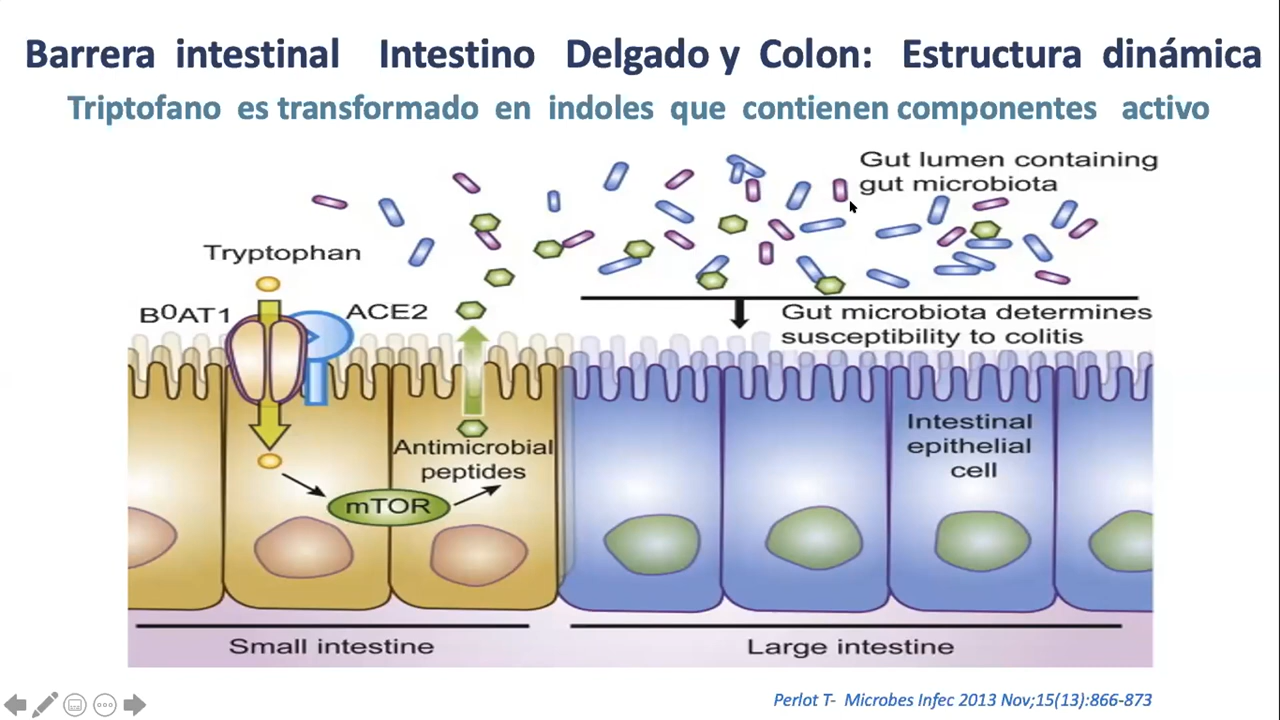 Barrera intestinal Intestino Delgado y Colon: Estructura dinámica
Triptofano es transformado en indoles que contienen componentes activo
Gut lumen containing
gut microbiota
Tryptophan
B⁰AT1
ACE2
Gut microbiota determines
susceptibility to colitis
Antimicrobial
peptides
Intestinal
epithelial
cell
mTOR
Small intestine
Large intestine
Perlot T- Microbes Infec 2013 Nov;15(13):866-873